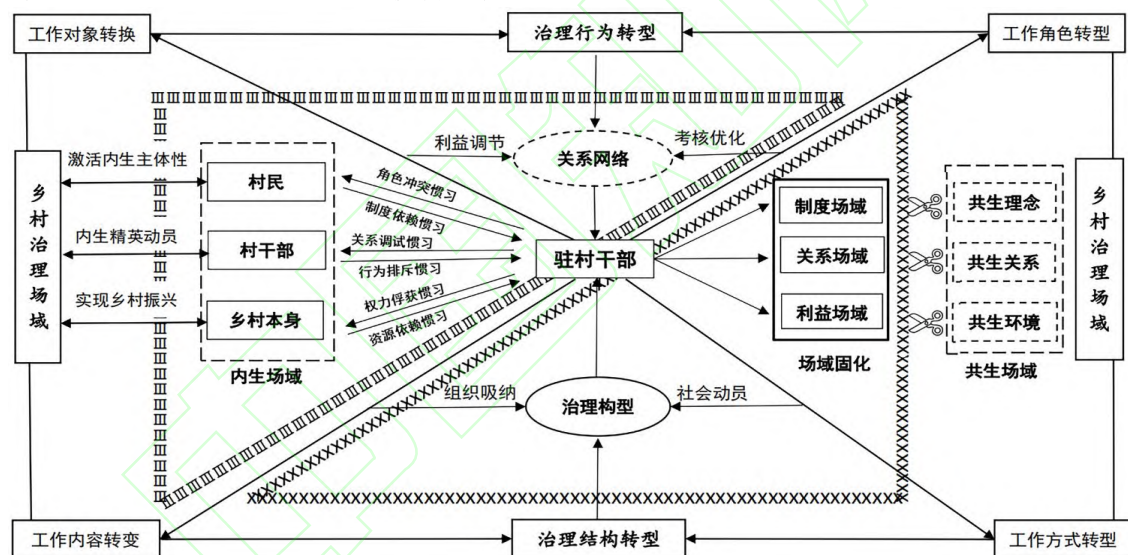 工作对象转换
治理行为转型
工作角色转型
利益调节
考核优化
关系网络
乡村治理场域
激活内生主体性
内生精英动员
实现乡村振兴
村民
村干部
乡村本身
内生场域
角色冲突惯习
制度依赖惯习
关系调试惯习
行为排斥惯习
权力俘获惯习
资源依赖惯习
驻村干部
制度场域
关系场域
利益场域
场域固化
共生理念
共生关系
共生环境
共生场域
乡村治理场域
组织吸纳
治理构型
社会动员
工作内容转变
治理结构转型
工作方式转型